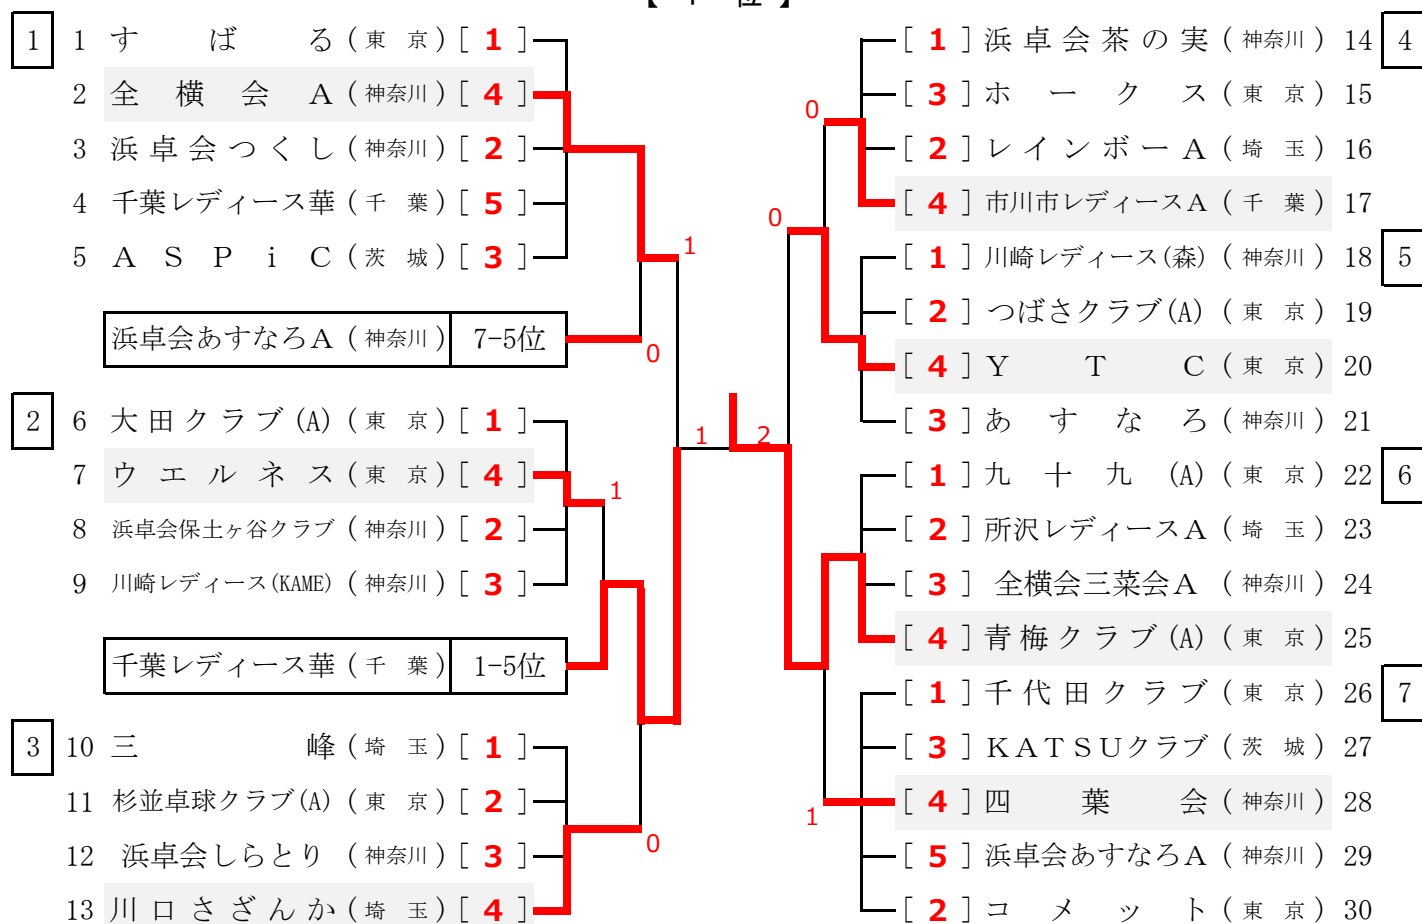 【 4 位 】
1 1 すばる (東 京) [ 1 ]
2 全横会A (神奈川) [ 4 ]
3 浜卓会つくし (神奈川) [ 2 ]
4 千葉レディース華 (千 葉) [ 5 ]
5 ASPiC (茨 城) [ 3 ]
1
浜卓会あすなろA (神奈川) 7-5位
0
2 6 大田クラブ(A) (東 京) [ 1 ]
7 ウエルネス (東 京) [ 4 ]
1
8 浜卓会保土ヶ谷クラブ (神奈川) [ 2 ]
9 川崎レディース(KAME) (神奈川) [ 3 ]
千葉レディース華 (千 葉) 1-5位
3 10 三峰 (埼 玉) [ 1 ]
11 杉並卓球クラブ(A) (東 京) [ 2 ]
12 浜卓会しらとり (神奈川) [ 3 ]
0
13 川口さざんか (埼 玉) [ 4 ]
1 2
[ 1 ] 浜卓会茶の実 (神奈川) 14 4
[ 3 ] ホークス (東 京) 15
0
[ 2 ] レインボーA (埼 玉) 16
[ 4 ] 市川市レディースA (千 葉) 17
0
[ 1 ] 川崎レディース(森) (神奈川) 18 5
[ 2 ] つばさクラブ(A) (東 京) 19
[ 4 ] YTC (東 京) 20
[ 3 ] あすなろ (神奈川) 21
[ 1 ] 九十九(A) (東 京) 22 6
[ 2 ] 所沢レディースA (埼 玉) 23
[ 3 ] 全横会三菜会A (神奈川) 24
[ 4 ] 青梅クラブ(A) (東 京) 25
[ 1 ] 千代田クラブ (東 京) 26 7
[ 3 ] KATSUクラブ (茨 城) 27
[ 4 ] 四葉会 (神奈川) 28
1
[ 5 ] 浜卓会あすなろA (神奈川) 29
[ 2 ] コメット (東 京) 30